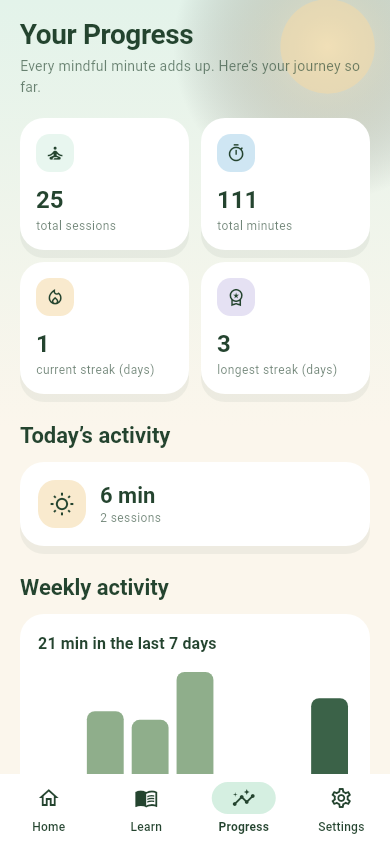 Your Progress
Every mindful minute adds up. Here’s your journey so
far.
25
total sessions
111
total minutes
1
current streak (days)
3
longest streak (days)
Today’s activity
6 min
2 sessions
Weekly activity
21 min in the last 7 days
Home
Learn
Progress
Settings